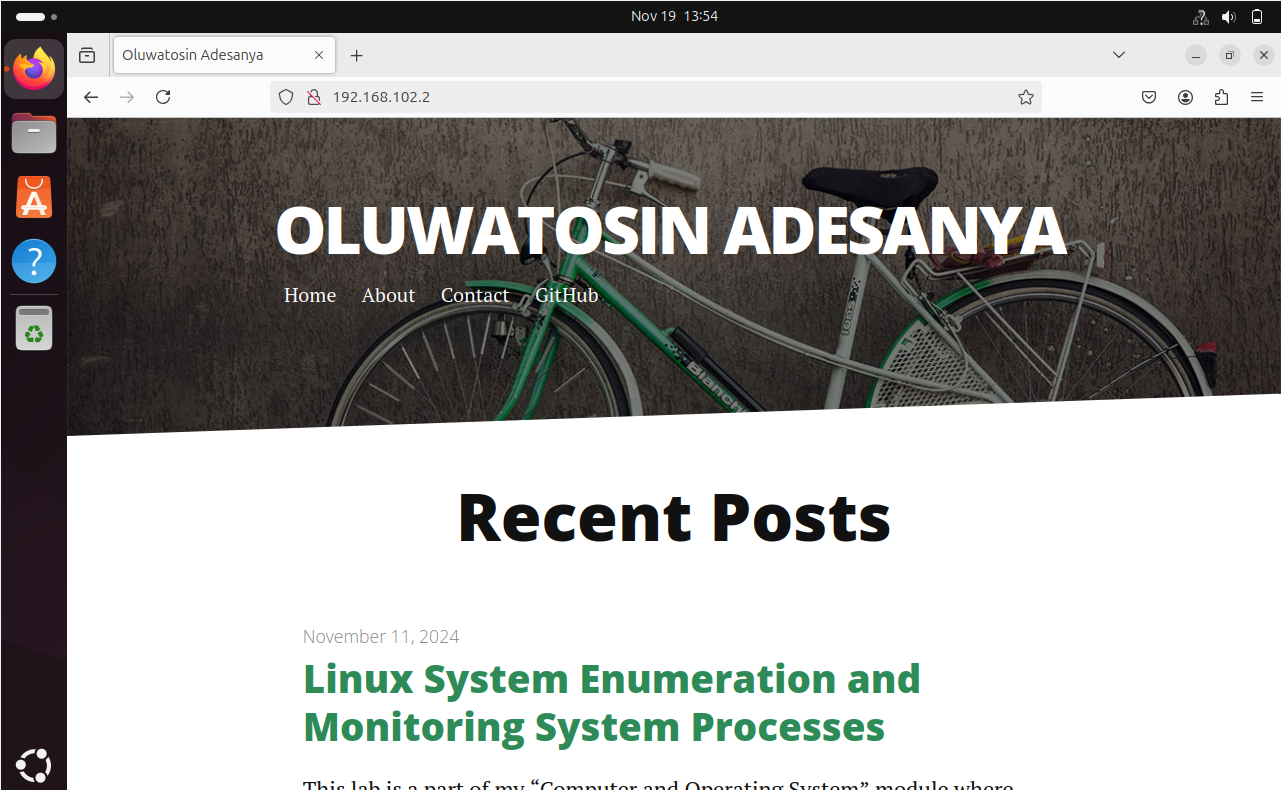 Nov 19 13:54
Oluwatosin Adesanya
192.168.102.2
OLUWATOSIN ADESANYA
Home About Contact GitHub
Bianchi
Recent Posts
November 11, 2024
Linux System Enumeration and
Monitoring System Processes
This lab is a part of my “Computer and Operating System” module where